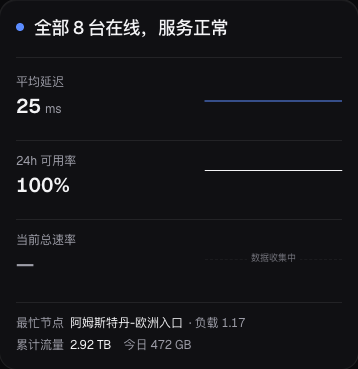 全部 8 台在线，服务正常
平均延迟
25 ms
24h 可用率
100%
当前总速率
—
数据收集中
最忙节点 阿姆斯特丹-欧洲入口 · 负载 1.17
累计流量 2.92 TB 今日 472 GB